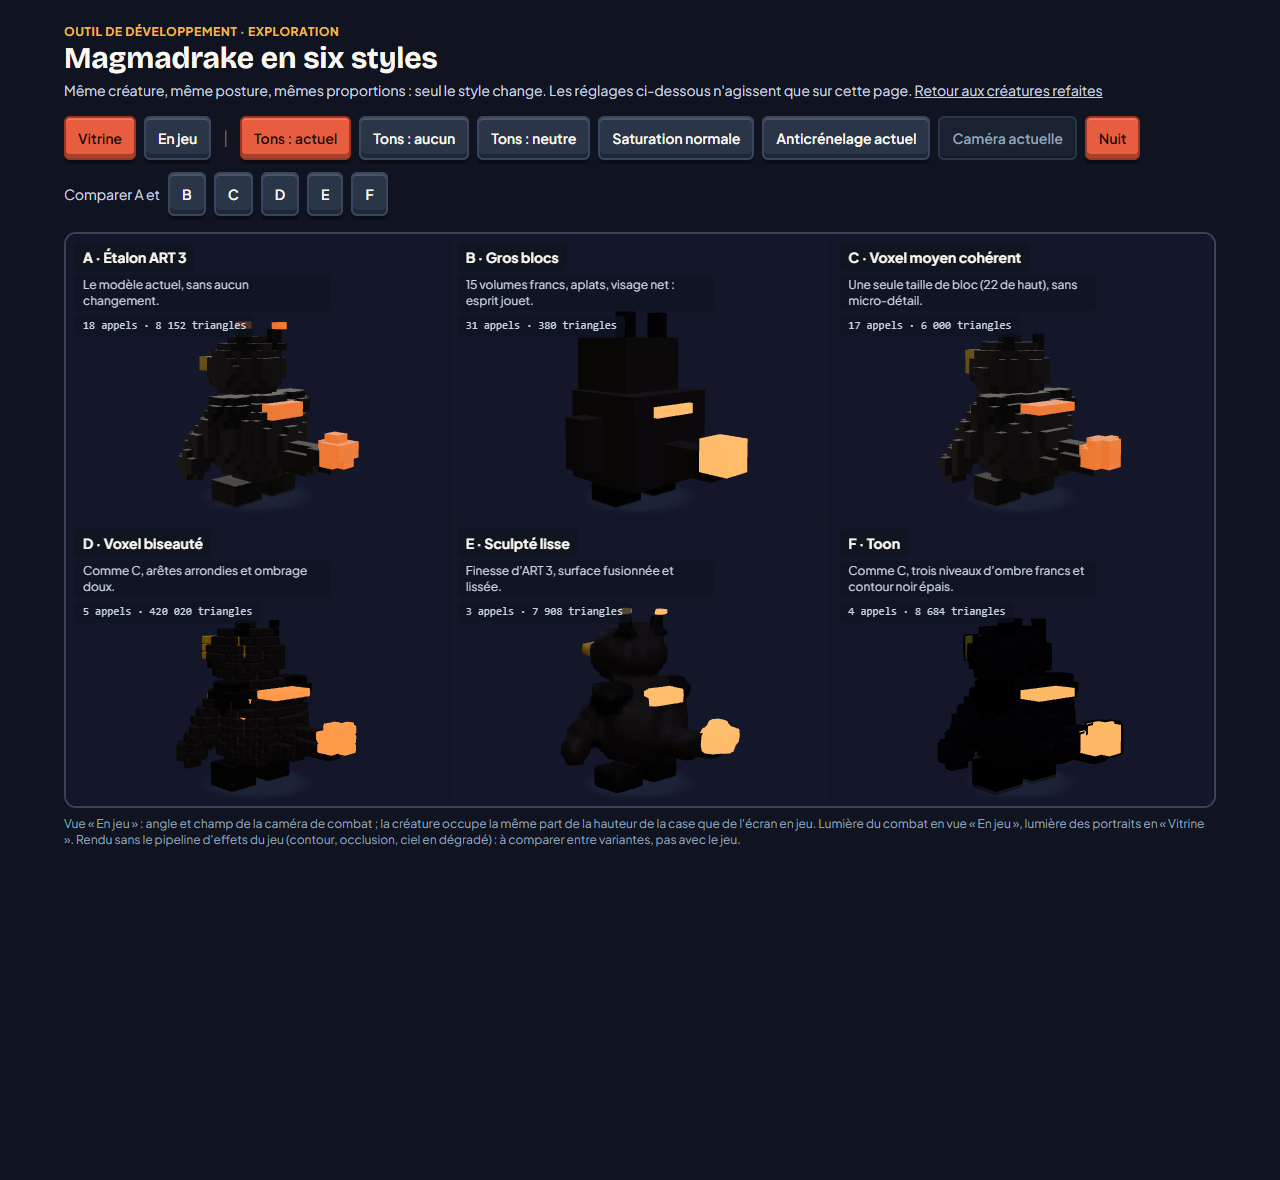 OUTIL DE DÉVELOPPEMENT · EXPLORATION
Magmadrake en six styles
Même créature, même posture, mêmes proportions : seul le style change. Les réglages ci-dessous n'agissent que sur cette page. Retour aux créatures refaites
Vitrine En jeu | Tons : actuel Tons : aucun Tons : neutre Saturation normale Anticrénelage actuel Caméra actuelle Nuit
Comparer A et B C D E F
A · Étalon ART 3
Le modèle actuel, sans aucun
changement.
18 appels · 8 152 triangles
B · Gros blocs
15 volumes francs, aplats, visage net :
esprit jouet.
31 appels · 380 triangles
C · Voxel moyen cohérent
Une seule taille de bloc (22 de haut), sans
micro-détail.
17 appels · 6 000 triangles
D · Voxel biseauté
Comme C, arêtes arrondies et ombrage
doux.
5 appels · 420 020 triangles
E · Sculpté lisse
Finesse d'ART 3, surface fusionnée et
lissée.
3 appels · 7 908 triangles
F · Toon
Comme C, trois niveaux d'ombre francs et
contour noir épais.
4 appels · 8 684 triangles
Vue « En jeu » : angle et champ de la caméra de combat ; la créature occupe la même part de la hauteur de la case que de l'écran en jeu. Lumière du combat en vue « En jeu », lumière des portraits en « Vitrine
». Rendu sans le pipeline d'effets du jeu (contour, occlusion, ciel en dégradé) : à comparer entre variantes, pas avec le jeu.